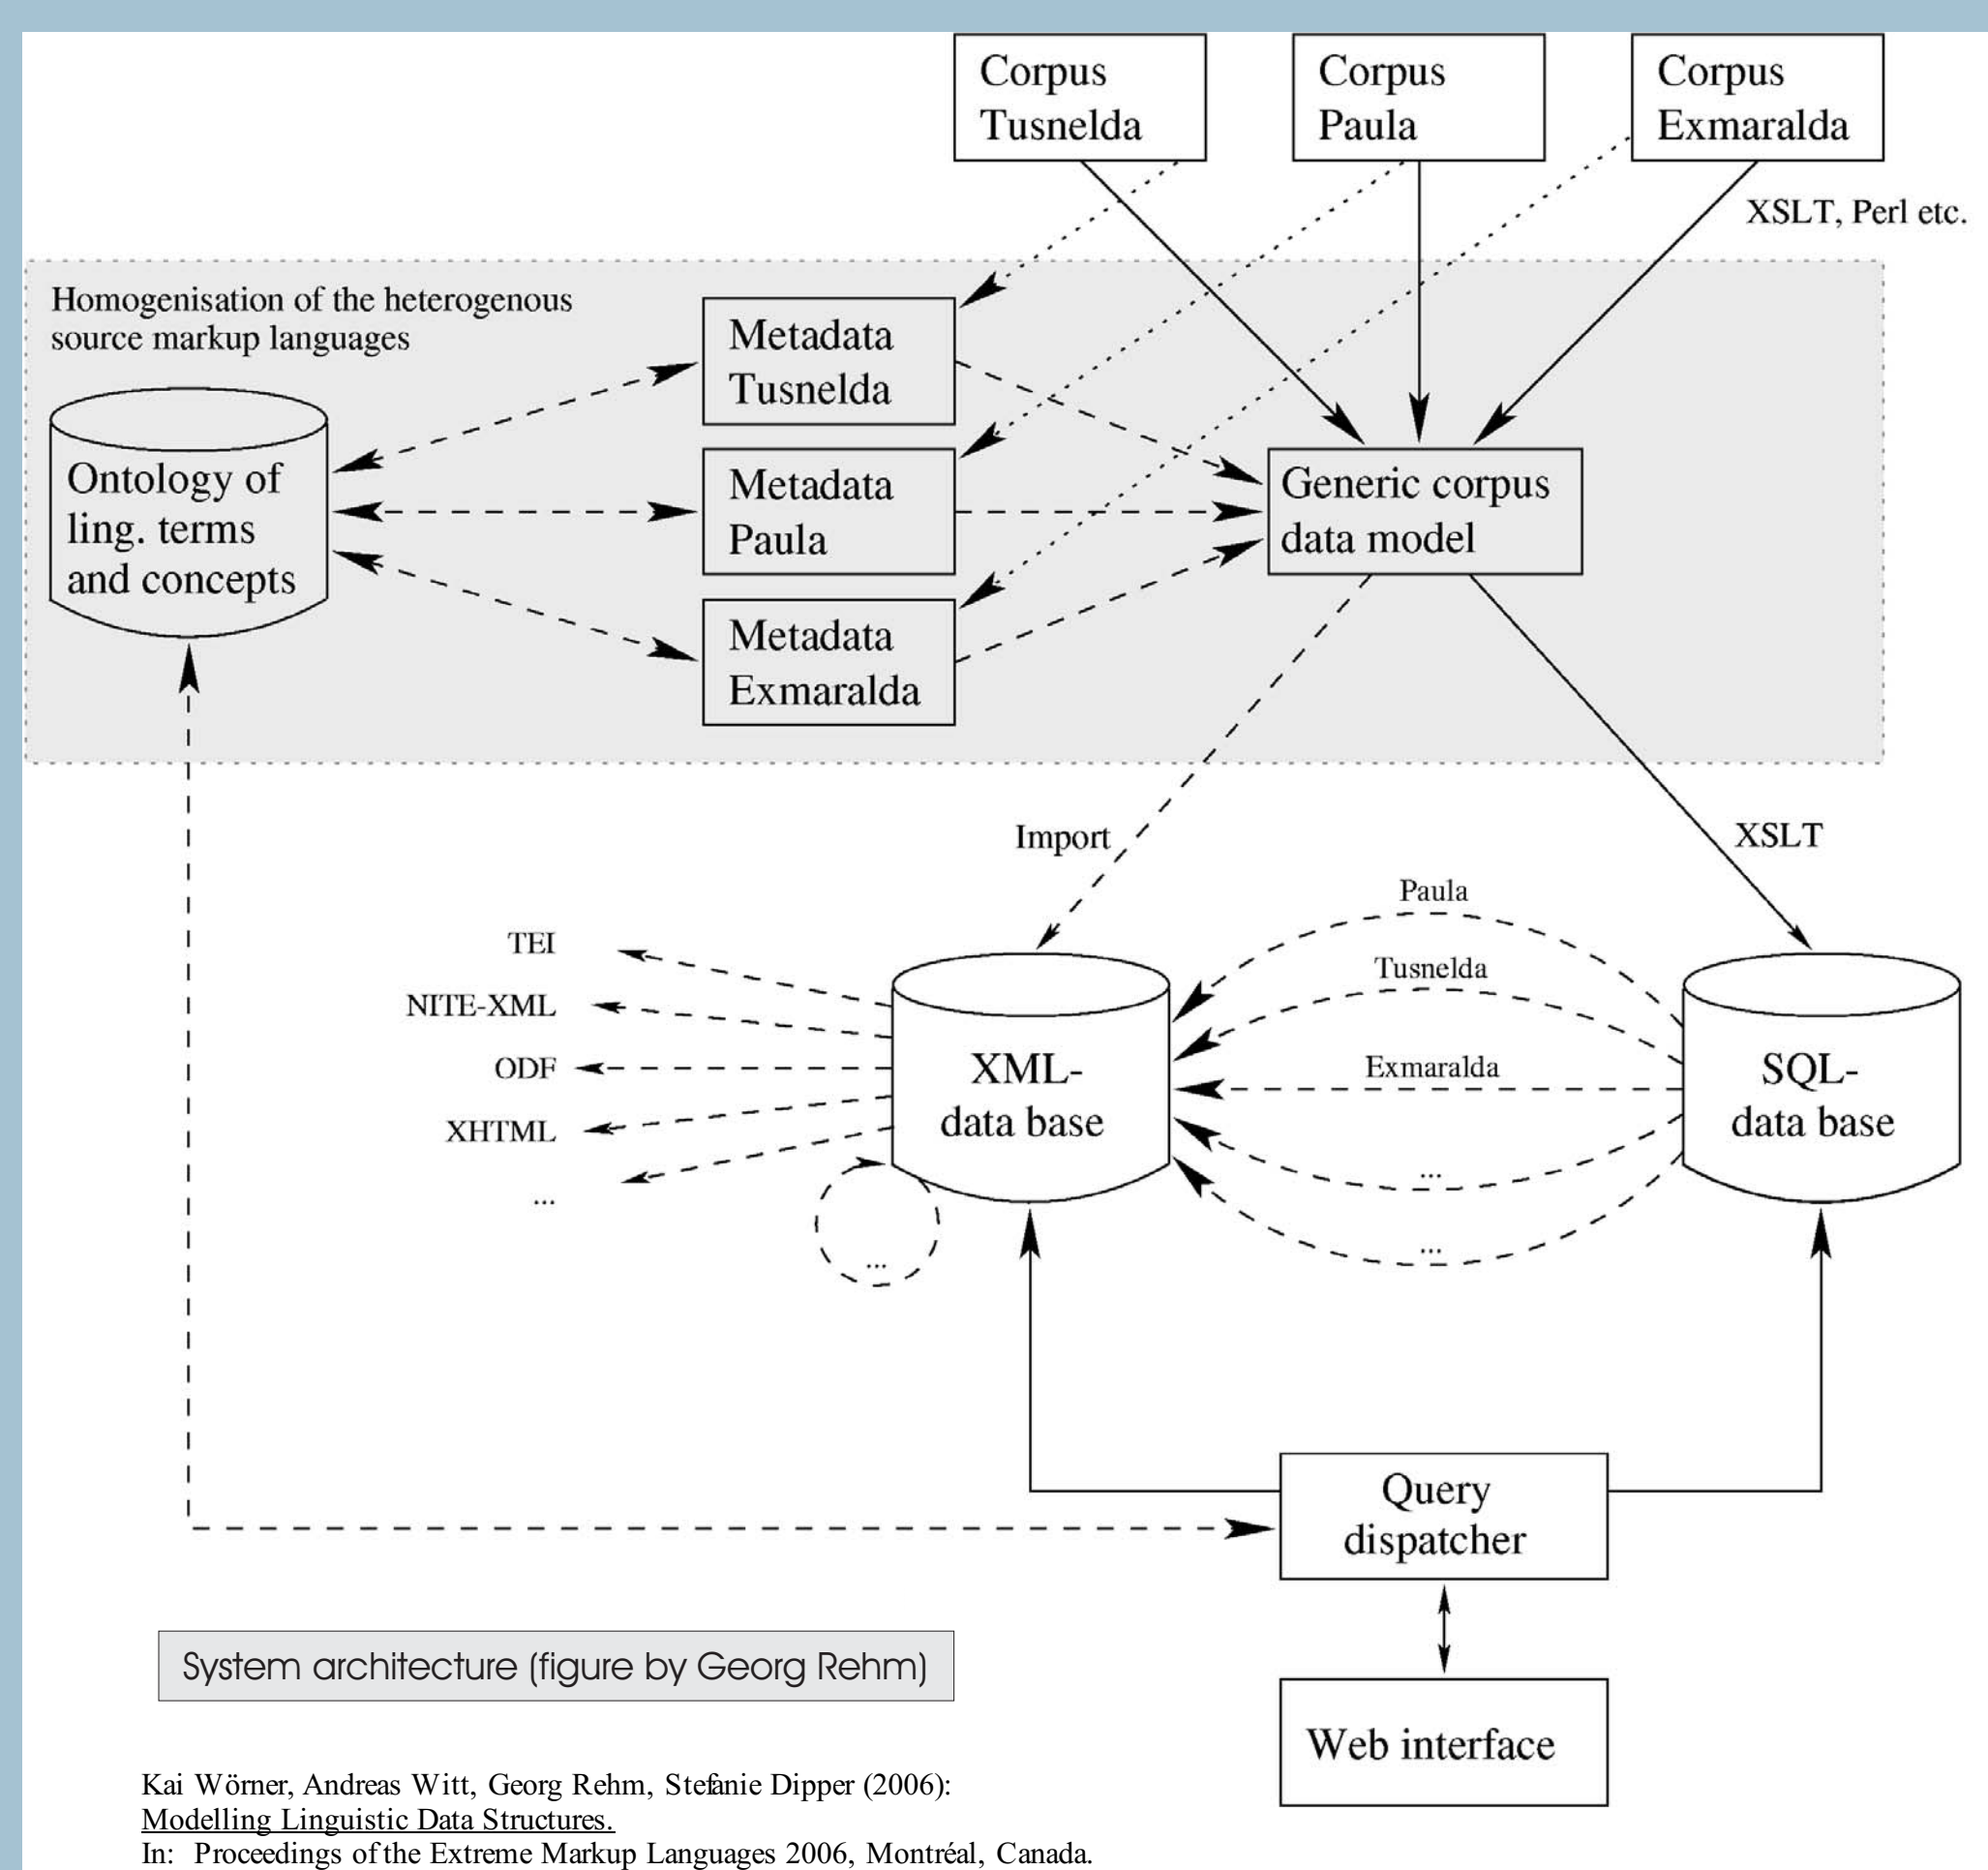 Corpus
Tusnelda
Corpus
Paula
Corpus
Exmaralda
XSLT, Perl etc.
Homogenisation of the heterogenous
source markup languages
Metadata
Tusnelda
Ontology of
ling. terms
and concepts
Metadata
Paula
Generic corpus
data model
Metadata
Exmaralda
Import
XSLT
Paula
Tusnelda
Exmaralda
...
...
TEI
NITE-XML
ODF
XHTML
...
XML-
data base
SQL-
data base
...
Query
dispatcher
Web interface
System architecture (figure by Georg Rehm)
Kai Wörner, Andreas Witt, Georg Rehm, Stefanie Dipper (2006):
Modelling Linguistic Data Structures.
In: Proceedings of the Extreme Markup Languages 2006, Montréal, Canada.